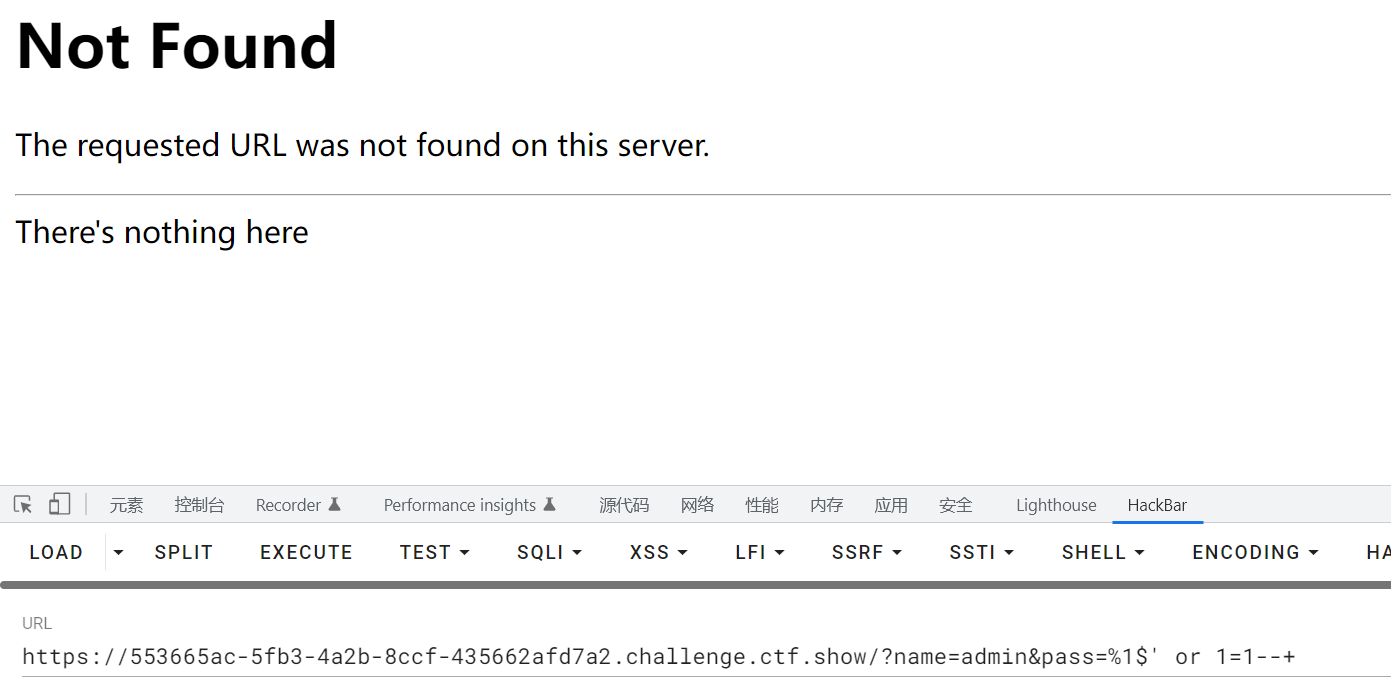 Not Found
The requested URL was not found on this server.
There's nothing here
元素 控制台 Recorder Performance insights 源代码 网络 性能 内存 应用 安全 Lighthouse HackBar
LOAD SPLIT EXECUTE TEST SQLI XSS LFI SSRF SSTI SHELL ENCODING HA
URL
https://553665ac-5fb3-4a2b-8ccf-435662afd7a2.challenge.ctf.show/?name=admin&pass=%1$' or 1=1--+